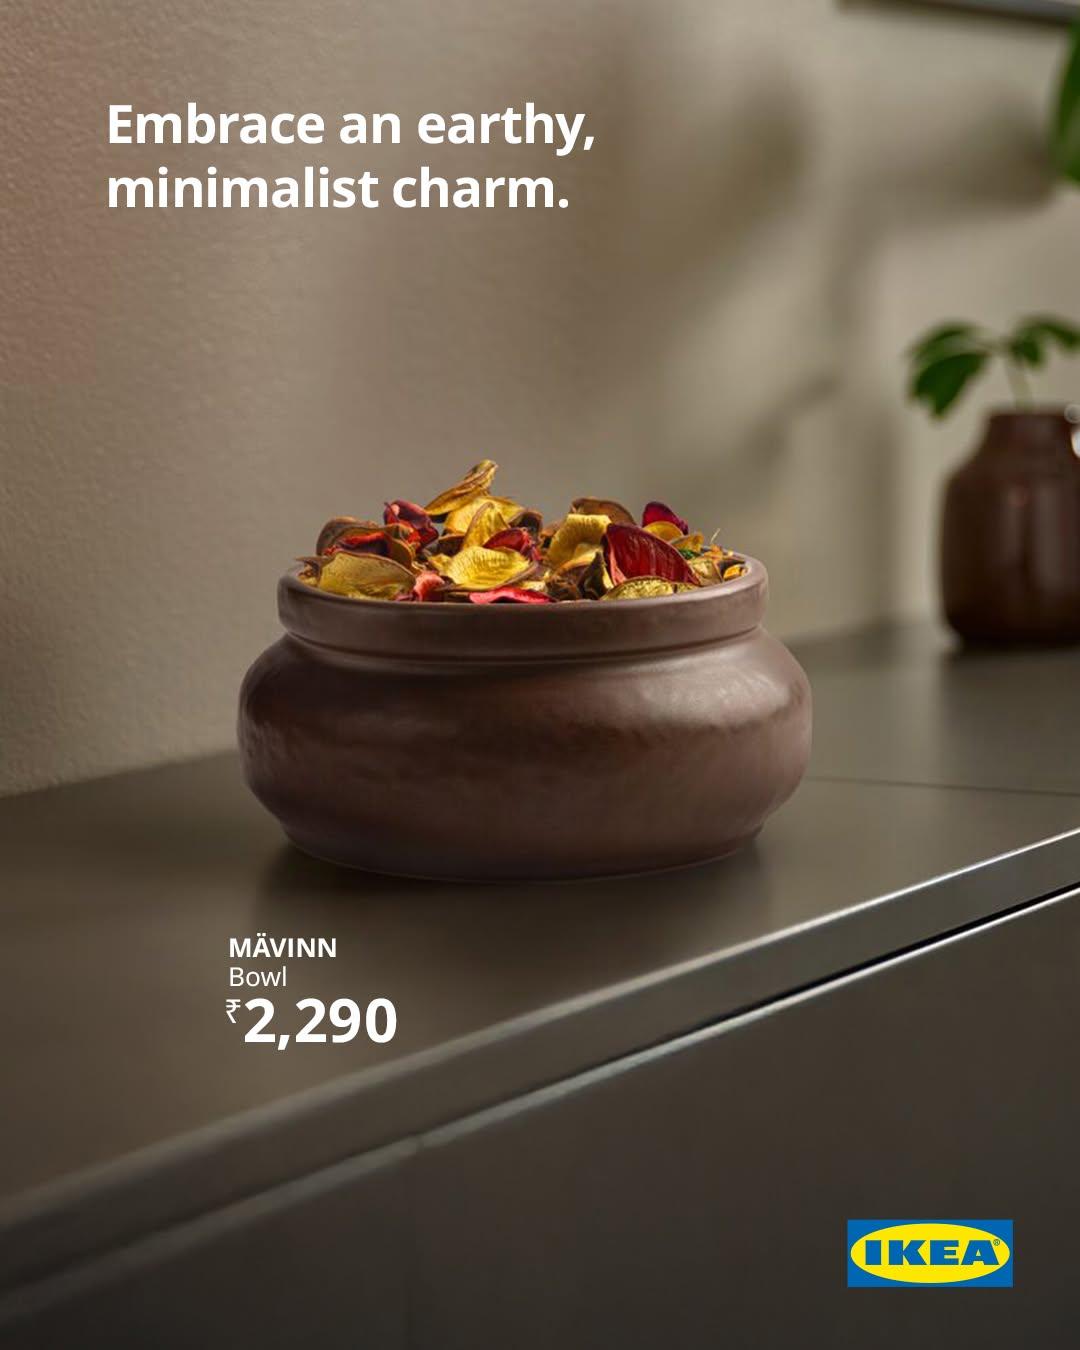 Embrace an earthy,
minimalist charm.
MÄVINN
Bowl
₹2,290
IKEA®